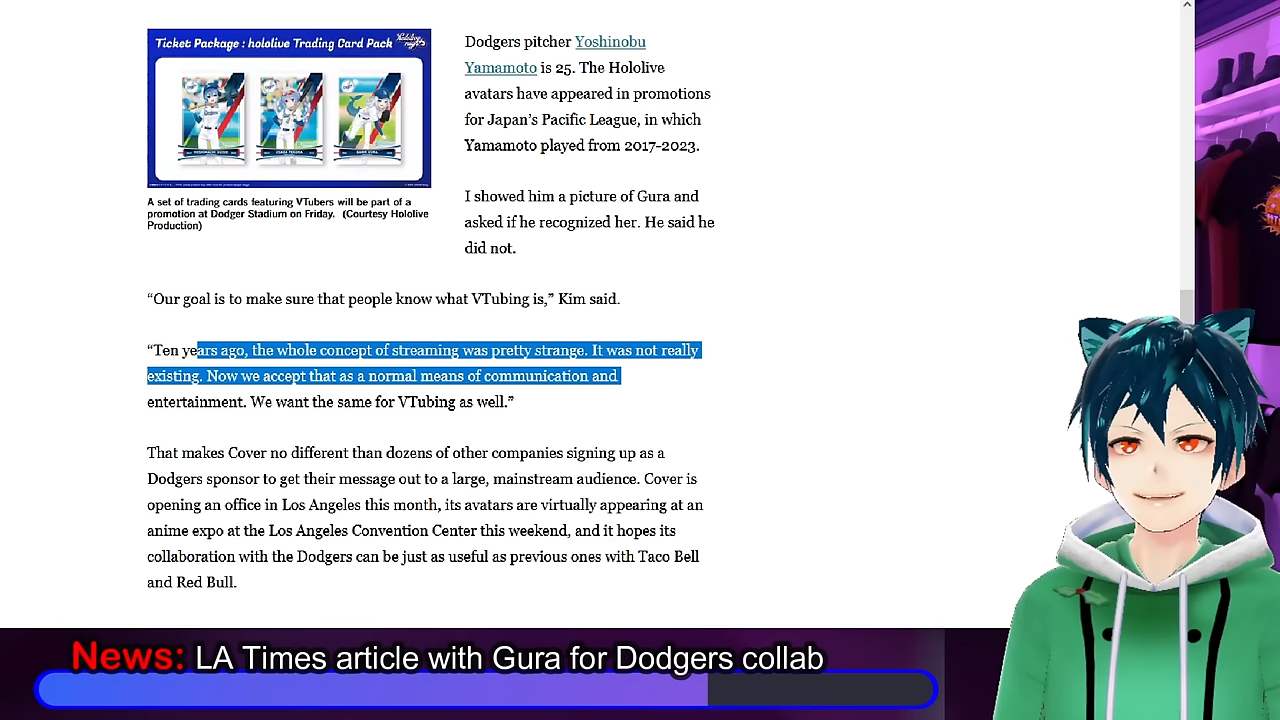 Ticket Package : hololive Trading Card Pack
A set of trading cards featuring VTubers will be part of a
promotion at Dodger Stadium on Friday. (Courtesy Hololive
Production)
Dodgers pitcher Yoshinobu
Yamamoto is 25. The Hololive
avatars have appeared in promotions
for Japan's Pacific League, in which
Yamamoto played from 2017-2023.
I showed him a picture of Gura and
asked if he recognized her. He said he
did not.
“Our goal is to make sure that people know what VTubing is,” Kim said.
“Ten years ago, the whole concept of streaming was pretty strange. It was not really
existing. Now we accept that as a normal means of communication and
entertainment. We want the same for VTubing as well.”
That makes Cover no different than dozens of other companies signing up as a
Dodgers sponsor to get their message out to a large, mainstream audience. Cover is
opening an office in Los Angeles this month, its avatars are virtually appearing at an
anime expo at the Los Angeles Convention Center this weekend, and it hopes its
collaboration with the Dodgers can be just as useful as previous ones with Taco Bell
and Red Bull.
News: LA Times article with Gura for Dodgers collab